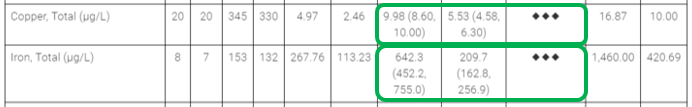 Copper, Total (µg/L) 20 20 345 330 4.97 2.46 9.98 (8.60, 10.00) 5.53 (4.58, 6.30) ◆◆◆ 16.87 10.00
Iron, Total (µg/L) 8 7 153 132 267.76 113.23 642.3 (452.2, 755.0) 209.7 (162.8, 256.9) ◆◆◆ 1,460.00 420.69